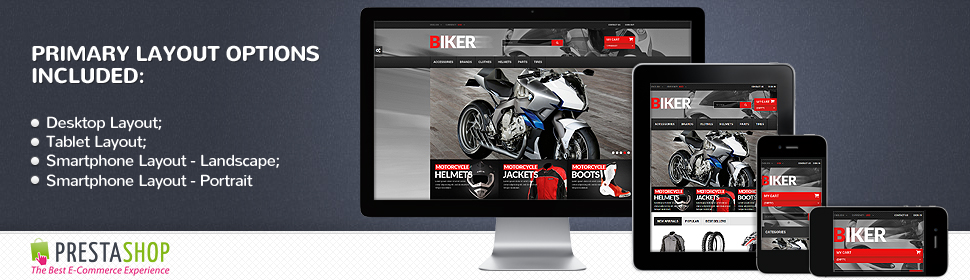 PRIMARY LAYOUT OPTIONS
INCLUDED:
Desktop Layout;
Tablet Layout;
Smartphone Layout - Landscape;
Smartphone Layout - Portrait
PRESTASHOP
The Best E-Commerce Experience
BIKER
MY CART
ACCESSORIES BRANDS CLOTHES HELMETS PARTS TIRES
MOTORCYCLE
HELMETS
MOTORCYCLE
JACKETS
MOTORCYCLE
BOOTS
BIKER
MY CART
ACCESSORIES BRANDS CLOTHES HELMETS PARTS TIRES
MOTORCYCLE
HELMETS
MOTORCYCLE
JACKETS
MOTORCYCLE
BOOTS
NEW ARRIVALS POPULAR BESTSELLERS
BIKER
MY CART
CATEGORIES
BIKER
MY CART